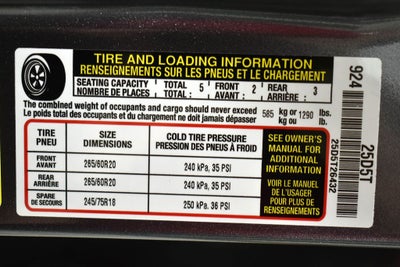 TIRE AND LOADING INFORMATION
RENSEIGNEMENTS SUR LES PNEUS ET LE CHARGEMENT
SEATING CAPACITY TOTAL 5 FRONT 2 REAR 3
NOMBRE DE PLACES TOTAL AVANT: ARRIÈRE:
The combined weight of occupants and cargo should never exceed 585 kg or 1290 lbs.
Le poids total des occupants et du chargement ne doit jamais dépasser kg ou lb.
TIRE SIZE COLD TIRE PRESSURE
PNEU DIMENSIONS PRESSION DES PNEUS À FROID
FRONT
AVANT 265/60R20 240 kPa, 35 PSI
REAR
ARRIÈRE 265/60R20 240 kPa, 35 PSI
SPARE
DE SECOURS 245/75R18 250 kPa, 36 PSI
SEE OWNER'S
MANUAL FOR
ADDITIONAL
INFORMATION
VOIR LE MANUEL
DE L'USAGER
POUR PLUS DE
RENSEIGNEMENTS
924 25D5T
25D5T26432